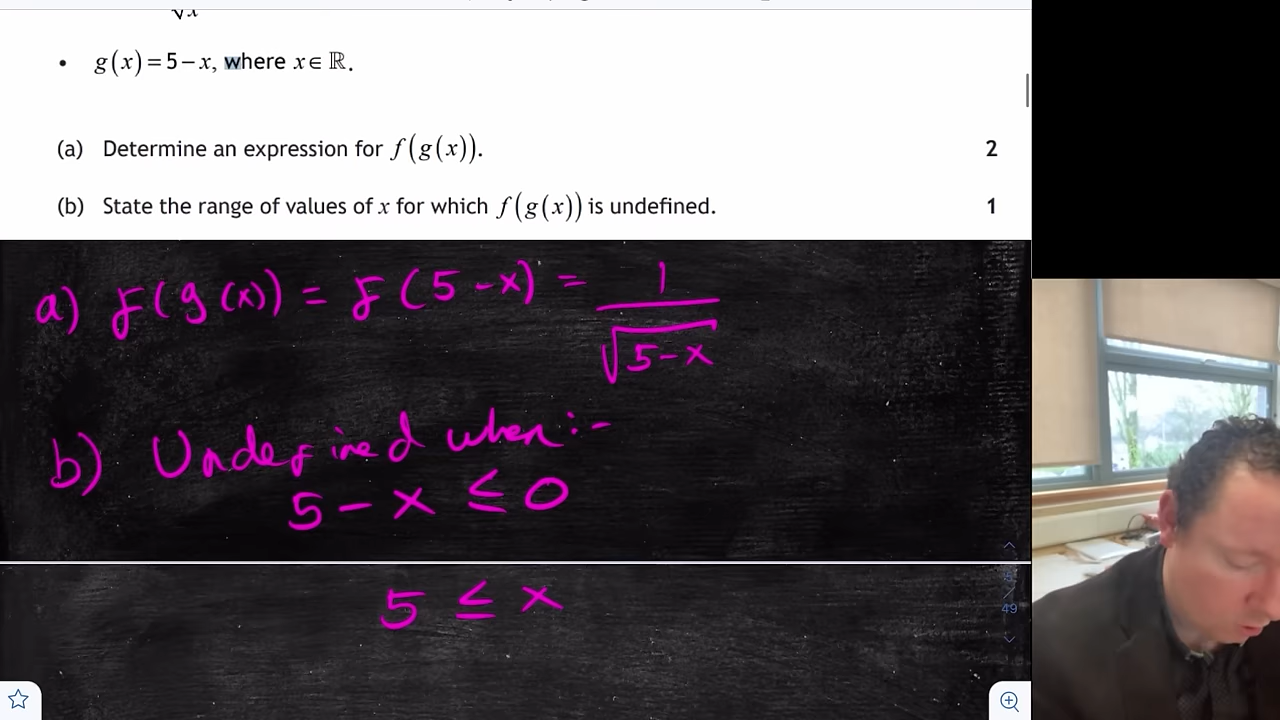 √x
• g(x) = 5 − x, where x ∈ ℝ.
(a) Determine an expression for f(g(x)). 2
(b) State the range of values of x for which f(g(x)) is undefined. 1
a) f(g(x)) = f(5-x) = 1/√(5-x)
b) Undefined when:-
5 - x ≤ 0
5 ≤ x
49